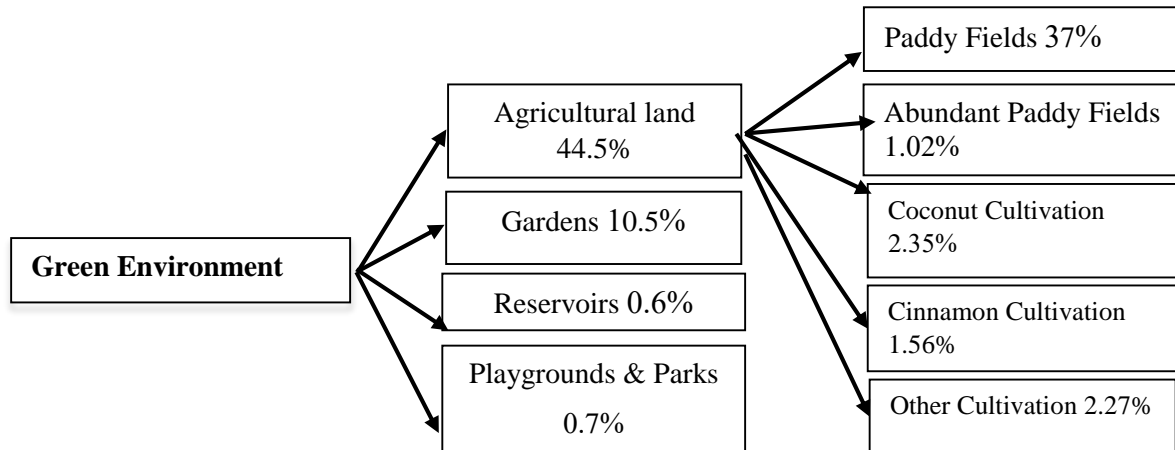 Green Environment
Agricultural land
44.5%
Gardens 10.5%
Reservoirs 0.6%
Playgrounds & Parks
0.7%
Paddy Fields 37%
Abundant Paddy Fields
1.02%
Coconut Cultivation
2.35%
Cinnamon Cultivation
1.56%
Other Cultivation 2.27%